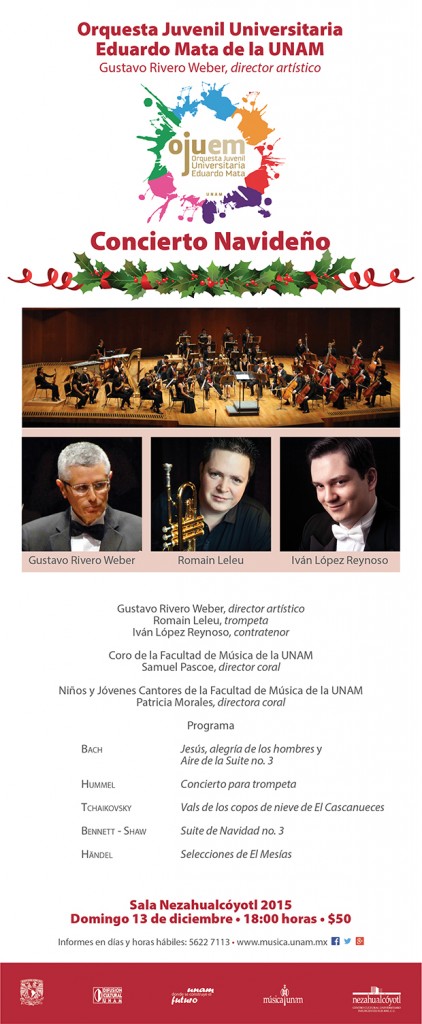 Orquesta Juvenil Universitaria
Eduardo Mata de la UNAM
Gustavo Rivero Weber, director artístico
ojuem
Orquesta Juvenil
Universitaria
Eduardo Mata
UNAM
Concierto Navideño
Gustavo Rivero Weber
Romain Leleu
Iván López Reynoso
Gustavo Rivero Weber, director artístico
Romain Leleu, trompeta
Iván López Reynoso, contratenor
Coro de la Facultad de Música de la UNAM
Samuel Pascoe, director coral
Niños y Jóvenes Cantores de la Facultad de Música de la UNAM
Patricia Morales, directora coral
Programa
Bach Jesús, alegría de los hombres y
Aire de la Suite no. 3
Hummel Concierto para trompeta
Tchaikovsky Vals de los copos de nieve de El Cascanueces
Bennett - Shaw Suite de Navidad no. 3
Händel Selecciones de El Mesías
Sala Nezahualcóyotl 2015
Domingo 13 de diciembre • 18:00 horas • $50
Informes en días y horas hábiles: 5622 7113 • www.musica.unam.mx
DIFUSIÓN
CULTURAL
UNAM
unam
donde se construye el
futuro
músicaunam
nezahualcóyotl